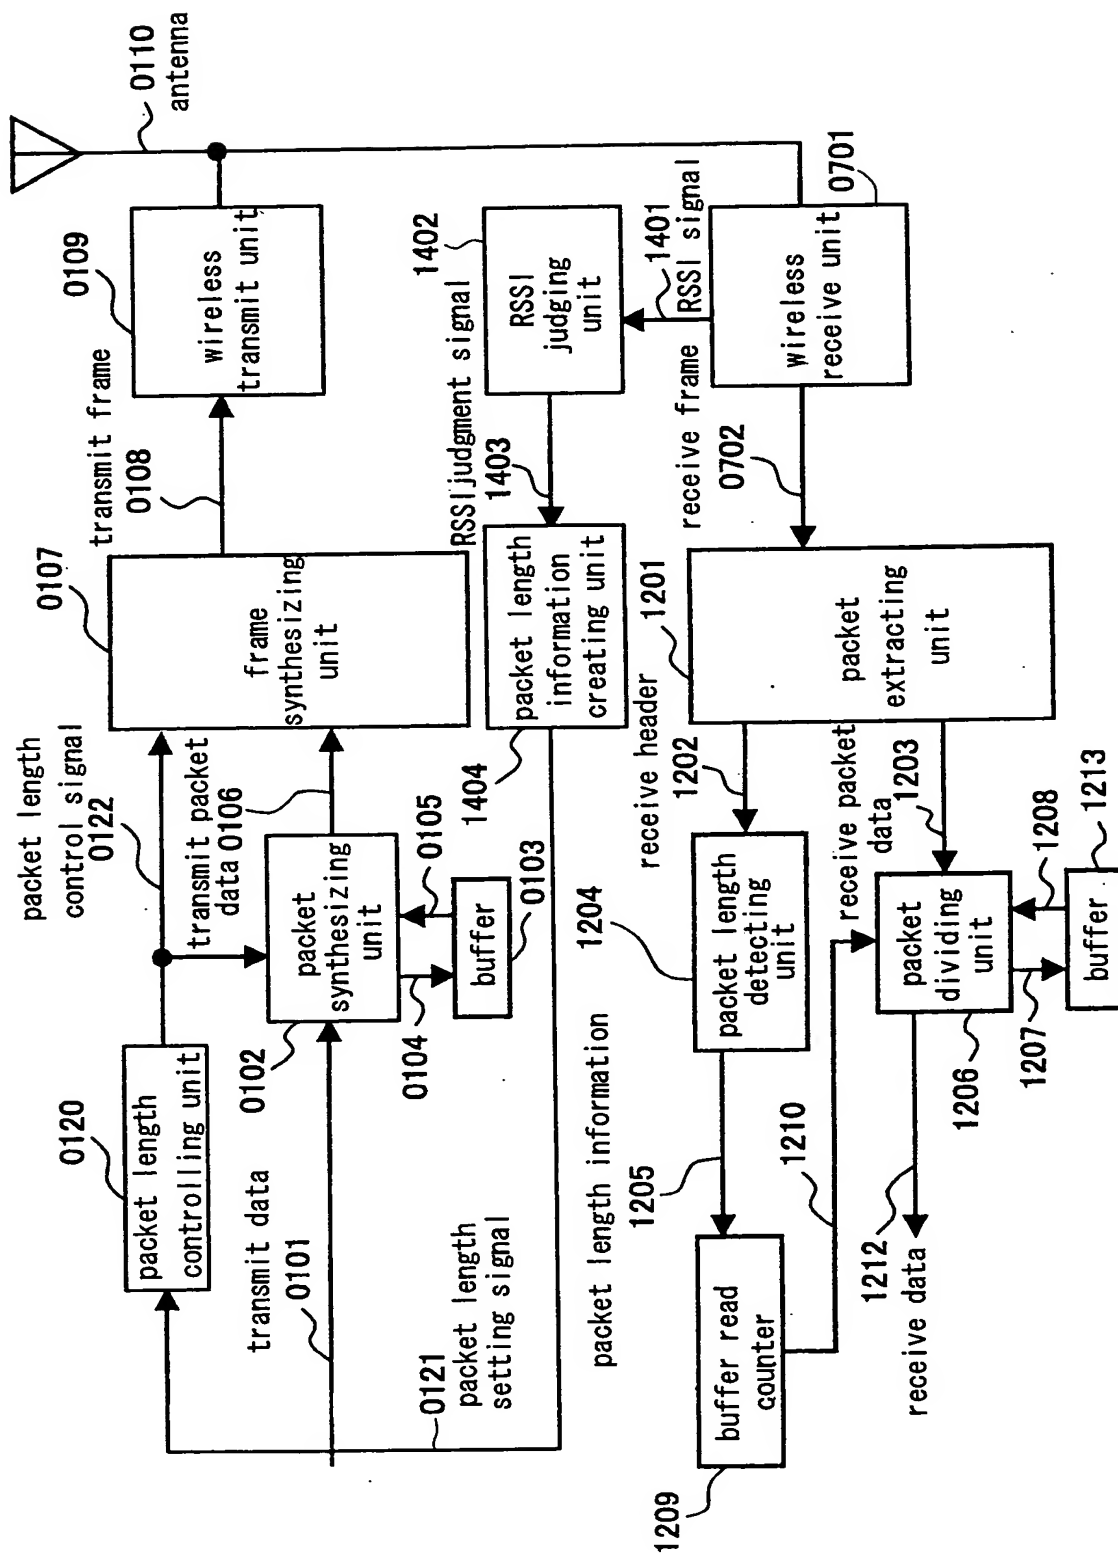 0110
antenna
0109
wireless
transmit unit
transmit frame
0108
0107
frame
synthesizing
unit
packet length
control signal
0122
transmit packet
data 0106
packet
synthesizing
unit
0102
0104
0105
buffer
0103
0120
packet length
controlling unit
transmit data
0101
0121
packet length
setting signal
1402
RSSI
judging
unit
RSSI judgment signal
1403
packet length
information
creating unit
1404
1401
RSSI signal
0701
wireless
receive unit
receive frame
0702
1201
packet
extracting
unit
receive header
1202
receive packet
data
1203
1204
packet length
detecting
unit
packet length information
1205
1209
buffer read
counter
1210
packet
dividing
unit
1206
1207
1208
1213
buffer
1212
receive data